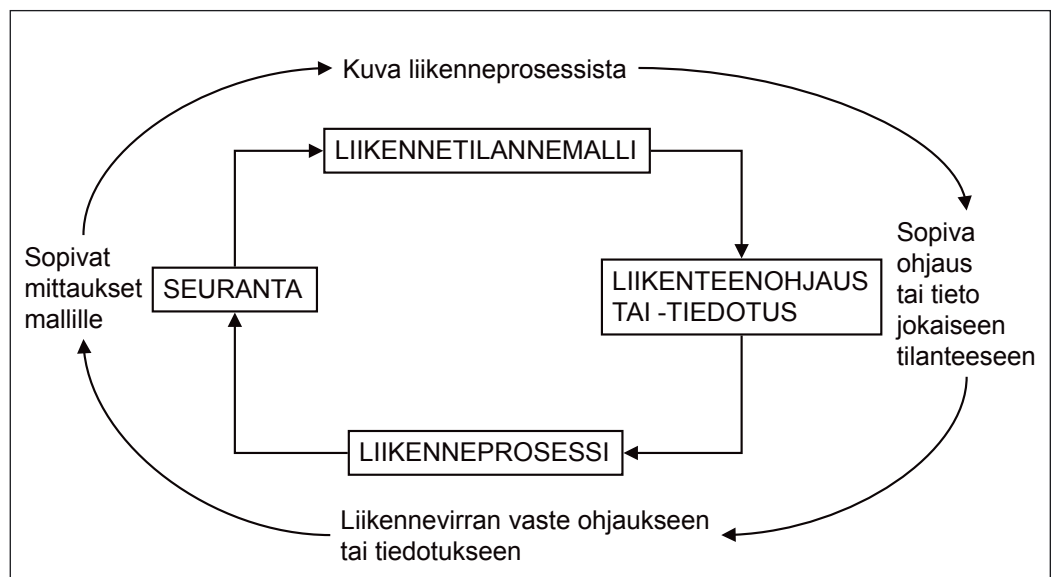 Kuva liikenneprosessista
LIIKENNETILANNEMALLI
Sopivat
mittaukset
mallille
SEURANTA
LIIKENTEENOHJAUS
TAI -TIEDOTUS
Sopiva
ohjaus
tai tieto
jokaiseen
tilanteeseen
LIIKENNEPROSESSI
Liikennevirran vaste ohjaukseen
tai tiedotukseen